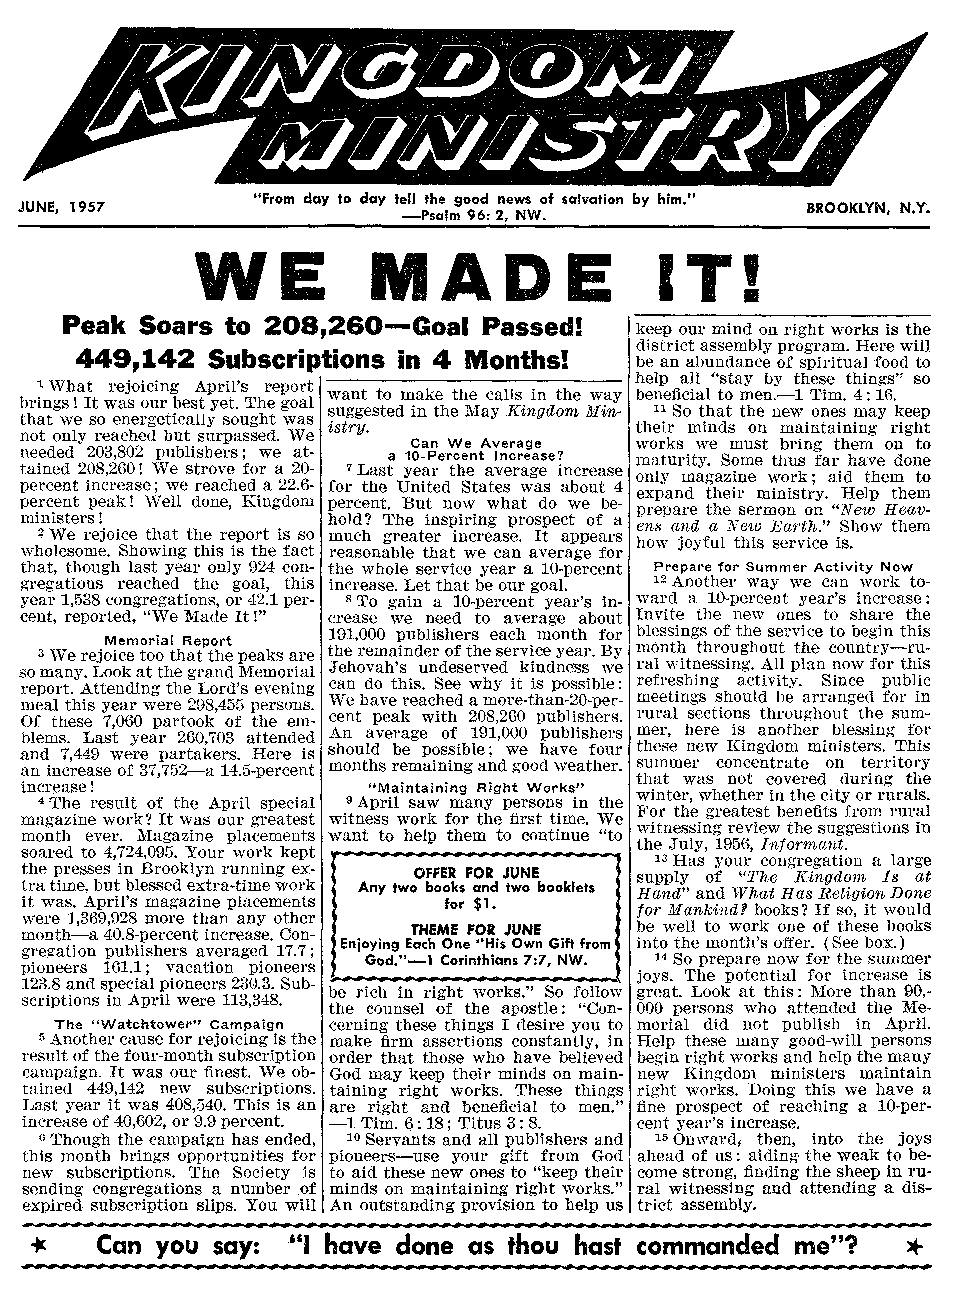 KINGDOM
MINISTRY
JUNE, 1957
"From day to day tell the good news of salvation by him."
—Psalm 96:2, NW.
BROOKLYN, N.Y.
WE MADE IT!
Peak Soars to 208,260—Goal Passed!
449,142 Subscriptions in 4 Months!
1 What rejoicing April's report
brings! It was our best yet. The goal
that we so energetically sought was
not only reached but surpassed. We
needed 203,802 publishers; we at-
tained 208,260! We strove for a 20-
percent increase; we reached a 22.6-
percent peak! Well done, Kingdom
ministers!
2 We rejoice that the report is so
wholesome. Showing this is the fact
that, though last year only 924 con-
gregations reached the goal, this
year 1,538 congregations, or 42.1 per-
cent, reported, "We Made It!"
Memorial Report
3 We rejoice too that the peaks are
so many. Look at the grand Memorial
report. Attending the Lord's evening
meal this year were 298,455 persons.
Of these 7,060 partook of the em-
blems. Last year 260,703 attended
and 7,449 were partakers. Here is
an increase of 37,752—a 14.5-percent
increase!
4 The result of the April special
magazine work? It was our greatest
month ever. Magazine placements
soared to 4,724,095. Your work kept
the presses in Brooklyn running ex-
tra time, but blessed extra-time work
it was. April's magazine placements
were 1,369,928 more than any other
month—a 40.8-percent increase. Con-
gregation publishers averaged 17.7;
pioneers 161.1; vacation pioneers
123.8 and special pioneers 230.3. Sub-
scriptions in April were 113,348.
The "Watchtower" Campaign
5 Another cause for rejoicing is the
result of the four-month subscription
campaign. It was our finest. We ob-
tained 449,142 new subscriptions.
Last year it was 408,540. This is an
increase of 40,602, or 9.9 percent.
6 Though the campaign has ended,
this month brings opportunities for
new subscriptions. The Society is
sending congregations a number of
expired subscription slips. You will
want to make the calls in the way
suggested in the May Kingdom Min-
istry.
Can We Average
a 10-Percent Increase?
7 Last year the average increase
for the United States was about 4
percent. But now what do we be-
hold? The inspiring prospect of a
much greater increase. It appears
reasonable that we can average for
the whole service year a 10-percent
increase. Let that be our goal.
8 To gain a 10-percent year's in-
crease we need to average about
191,000 publishers each month for
the remainder of the service year. By
Jehovah's undeserved kindness we
can do this. See why it is possible:
We have reached a more-than-20-per-
cent peak with 208,260 publishers.
An average of 191,000 publishers
should be possible; we have four
months remaining and good weather.
"Maintaining Right Works"
9 April saw many persons in the
witness work for the first time. We
want to help them to continue "to
OFFER FOR JUNE
Any two books and two booklets
for $1.
THEME FOR JUNE
Enjoying Each One "His Own Gift from
God."—1 Corinthians 7:7, NW.
be rich in right works." So follow
the counsel of the apostle: "Con-
cerning these things I desire you to
make firm assertions constantly, in
order that those who have believed
God may keep their minds on main-
taining right works. These things
are right and beneficial to men."
—1 Tim. 6:18; Titus 3:8.
10 Servants and all publishers and
pioneers—use your gift from God
to aid these new ones to "keep their
minds on maintaining right works."
An outstanding provision to help us
keep our mind on right works is the
district assembly program. Here will
be an abundance of spiritual food to
help all "stay by these things" so
beneficial to men.—1 Tim. 4:16.
11 So that the new ones may keep
their minds on maintaining right
works we must bring them on to
maturity. Some thus far have done
only magazine work; aid them to
expand their ministry. Help them
prepare the sermon on "New Heav-
ens and a New Earth." Show them
how joyful this service is.
Prepare for Summer Activity Now
12 Another way we can work to-
ward a 10-percent year's increase:
Invite the new ones to share the
blessings of the service to begin this
month throughout the country—ru-
ral witnessing. All plan now for this
refreshing activity. Since public
meetings should be arranged for in
rural sections throughout the sum-
mer, here is another blessing for
these new Kingdom ministers. This
summer concentrate on territory
that was not covered during the
winter, whether in the city or rurals.
For the greatest benefits from rural
witnessing review the suggestions in
the July, 1956, Informant.
13 Has your congregation a large
supply of "The Kingdom Is at
Hand" and What Has Religion Done
for Mankind? books? If so, it would
be well to work one of these books
into the month's offer. (See box.)
14 So prepare now for the summer
joys. The potential for increase is
great. Look at this: More than 90,-
000 persons who attended the Me-
morial did not publish in April.
Help these many good-will persons
begin right works and help the many
new Kingdom ministers maintain
right works. Doing this we have a
fine prospect of reaching a 10-per-
cent year's increase.
15 Onward, then, into the joys
ahead of us: aiding the weak to be-
come strong, finding the sheep in ru-
ral witnessing and attending a dis-
trict assembly.
★ Can you say: "I have done as thou hast commanded me"? ★